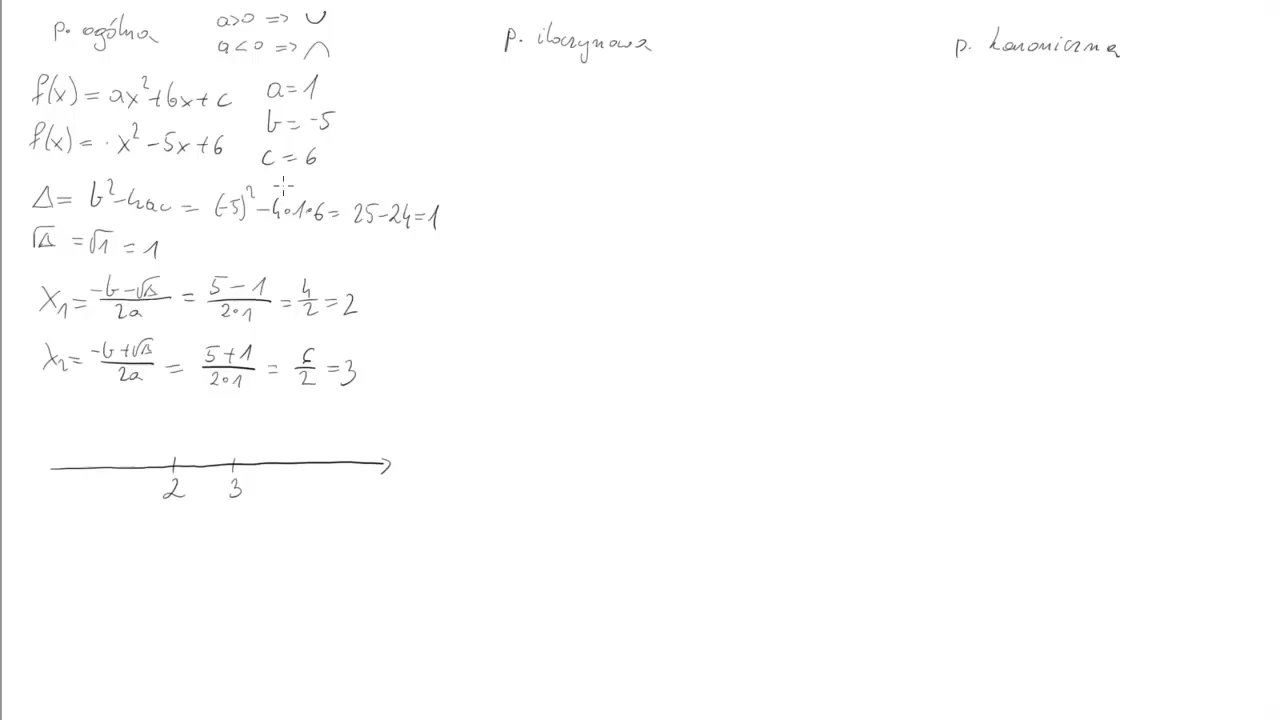 p. ogólna
a>0 => ∪
a<0 => ∩
f(x) = ax²+bx+c
a=1
f(x) = x²-5x+6
b=-5
c=6
Δ= b²-4ac = (-5)²-4•1•6= 25-24=1
√Δ =√1 =1
x₁= (-b-√Δ)/2a = (5-1)/2•1 = 4/2 = 2
x₂= (-b+√Δ)/2a = (5+1)/2•1 = 6/2 =3
2 3
p. iloczynowa
p. kanoniczna